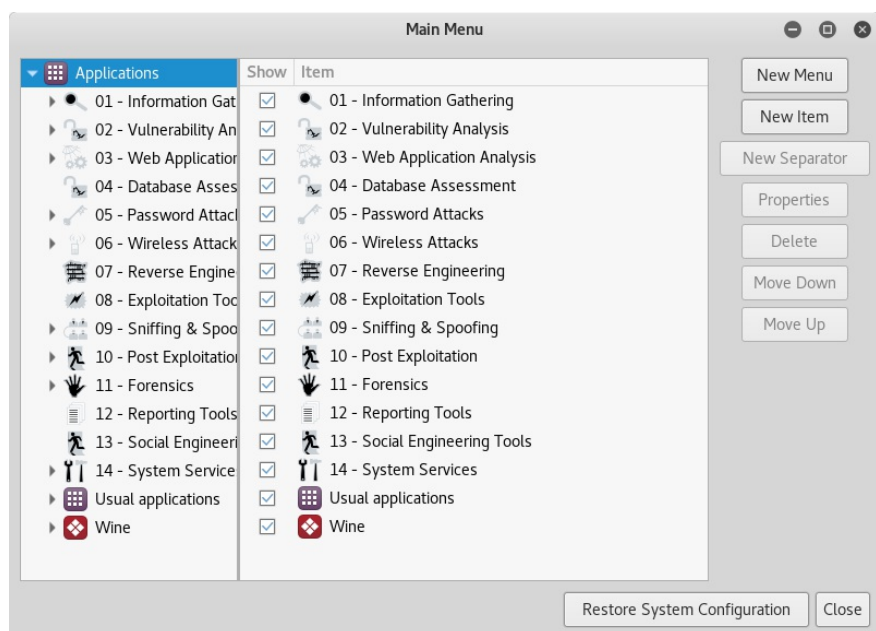 Main Menu
Applications
01 - Information Gat
02 - Vulnerability An
03 - Web Application
04 - Database Asses
05 - Password Attacl
06 - Wireless Attack
07 - Reverse Engine
08 - Exploitation Toc
09 - Sniffing & Spoo
10 - Post Exploitation
11 - Forensics
12 - Reporting Tools
13 - Social Engineeri
14 - System Service
Usual applications
Wine
Show Item
01 - Information Gathering
02 - Vulnerability Analysis
03 - Web Application Analysis
04 - Database Assessment
05 - Password Attacks
06 - Wireless Attacks
07 - Reverse Engineering
08 - Exploitation Tools
09 - Sniffing & Spoofing
10 - Post Exploitation
11 - Forensics
12 - Reporting Tools
13 - Social Engineering Tools
14 - System Services
Usual applications
Wine
New Menu
New Item
New Separator
Properties
Delete
Move Down
Move Up
Restore System Configuration
Close